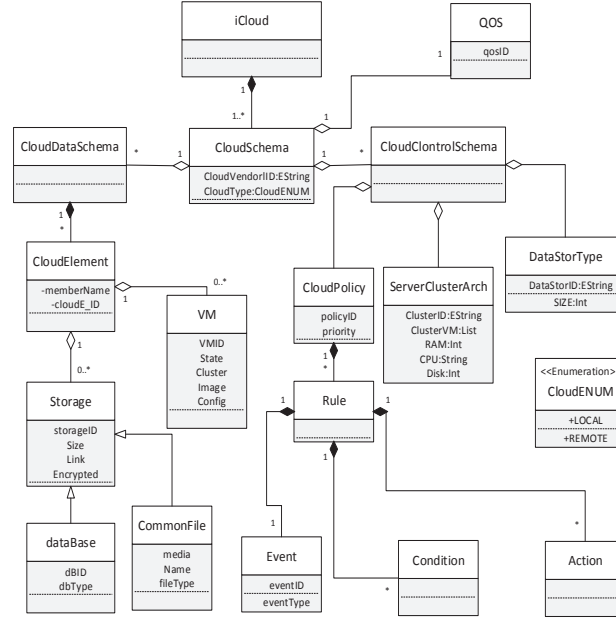 iCloud
QOS
qosID
1
1
1
1..*
CloudDataSchema
CloudSchema
CloudClontrolSchema
*
1
1
*
CloudVendorlID:EString
CloudType:CloudENUM
1
*
CloudElement
-memberName
-cloudE_ID
0..*
1
VM
VMID
State
Cluster
Image
Config
CloudPolicy
policyID
priority
ServerClusterArch
ClusterID:EString
ClusterVM:List
RAM:Int
CPU:String
Disk:Int
DataStorType
DataStorID:EString
SIZE:Int
1
0..*
1
*
<<Enumeration>>
CloudENUM
+LOCAL
+REMOTE
Storage
storageID
Size
Link
Encrypted
Rule
1
1
1
dataBase
dBID
dbType
CommonFile
media
Name
fileType
1
*
*
Event
eventID
eventType
Condition
Action